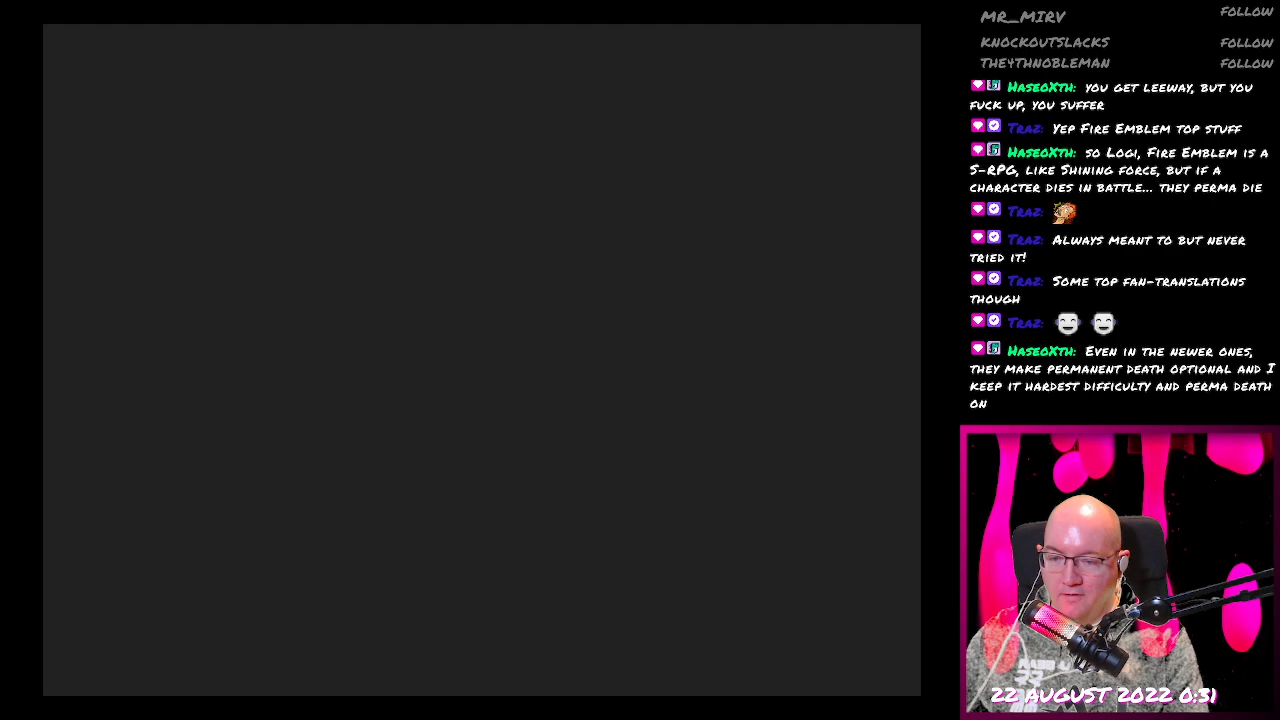 MR_MIRV FOLLOW
KNOCKOUTSLACKS FOLLOW
THE4THNOBLEMAN FOLLOW
HaseoXth: YOU GET LEEWAY, BUT YOU
FUCK UP, YOU SUFFER
Traz: Yep Fire Emblem top stuff
HaseoXth: so Logi, Fire Emblem is a
S-RPG, like Shining force, but if a
character dies in battle... they perma die
Traz:
Traz: Always meant to but never
tried it!
Traz: Some top fan-translations
though
Traz:
HaseoXth: Even in the newer ones,
they make permanent death optional and I
keep it hardest difficulty and perma death
on
22 AUGUST 2022 0:31